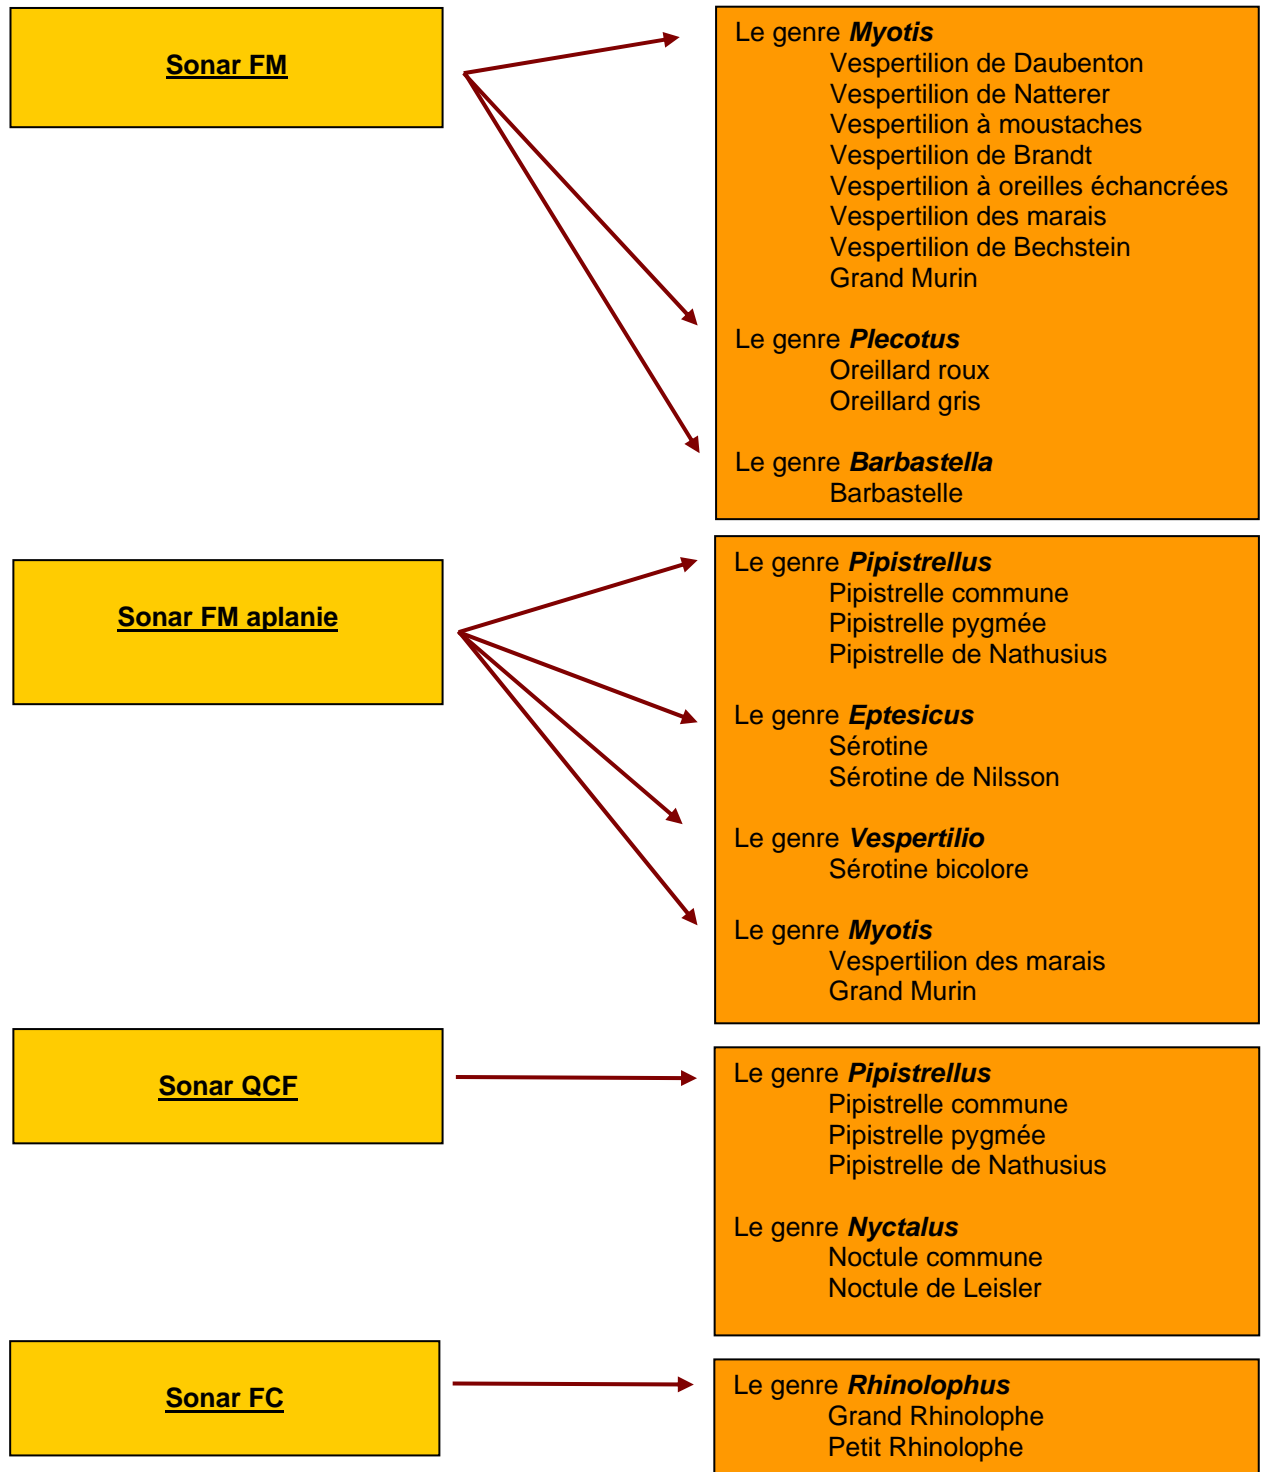 Sonar FM
Le genre Myotis
Vespertilion de Daubenton
Vespertilion de Natterer
Vespertilion à moustaches
Vespertilion de Brandt
Vespertilion à oreilles échancrées
Vespertilion des marais
Vespertilion de Bechstein
Grand Murin
Le genre Plecotus
Oreillard roux
Oreillard gris
Le genre Barbastella
Barbastelle
Sonar FM aplanie
Le genre Pipistrellus
Pipistrelle commune
Pipistrelle pygmée
Pipistrelle de Nathusius
Le genre Eptesicus
Sérotine
Sérotine de Nilsson
Le genre Vespertilio
Sérotine bicolore
Le genre Myotis
Vespertilion des marais
Grand Murin
Sonar QCF
Le genre Pipistrellus
Pipistrelle commune
Pipistrelle pygmée
Pipistrelle de Nathusius
Le genre Nyctalus
Noctule commune
Noctule de Leisler
Sonar FC
Le genre Rhinolophus
Grand Rhinolophe
Petit Rhinolophe